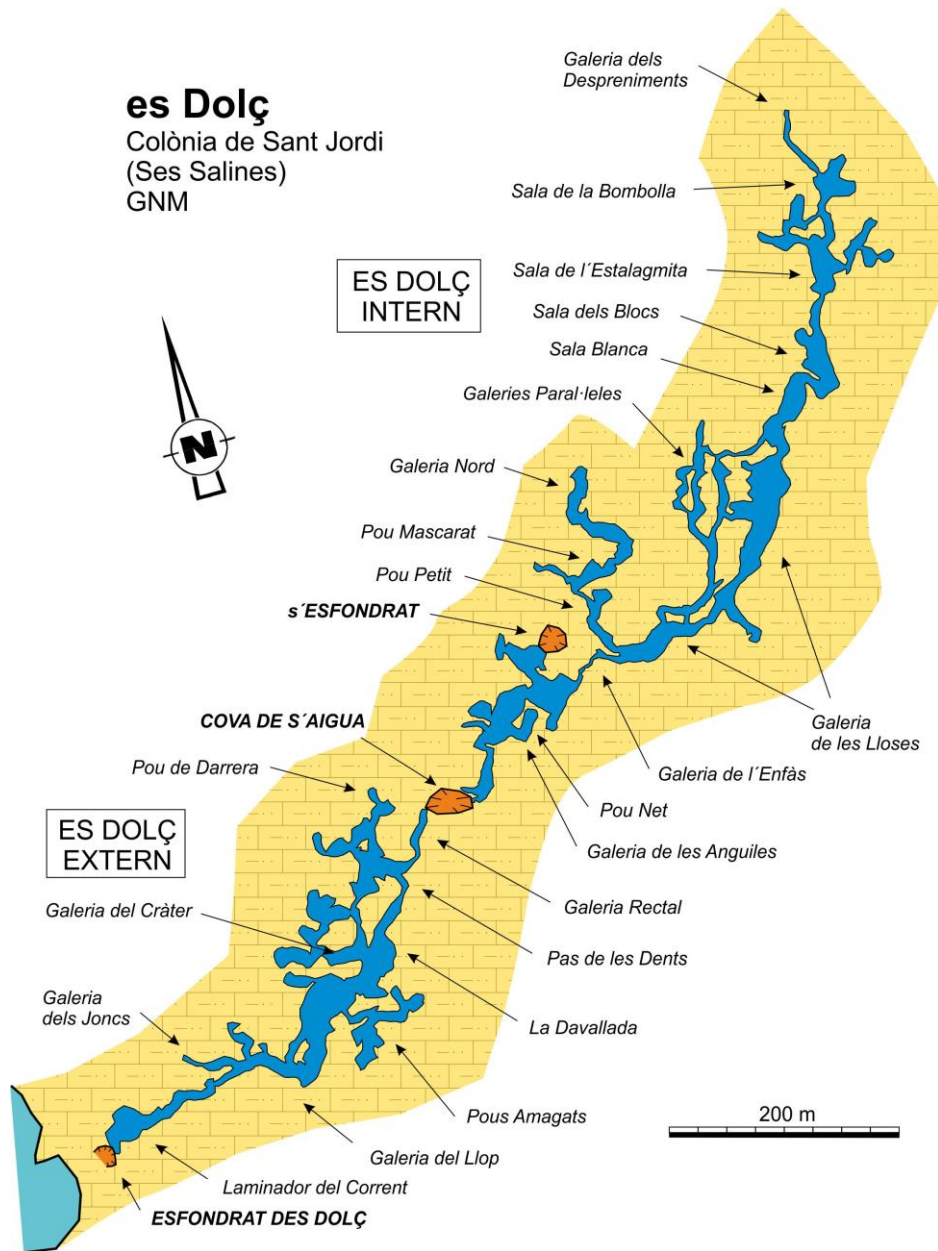 es Dolç
Colònia de Sant Jordi
(Ses Salines)
GNM
Galeria dels
Despreniments
Sala de la Bombolla
ES DOLÇ
INTERN
Sala de l´Estalagmita
Sala dels Blocs
Sala Blanca
Galeries Paral·leles
N
Galeria Nord
Pou Mascarat
Pou Petit
s´ESFONDRAT
COVA DE S´AIGUA
Galeria
de les Lloses
Pou de Darrera
Galeria de l´Enfàs
Pou Net
ES DOLÇ
EXTERN
Galeria de les Anguiles
Galeria del Cràter
Galeria Rectal
Pas de les Dents
Galeria
dels Joncs
La Davallada
Pous Amagats
200 m
Galeria del Llop
Laminador del Corrent
ESFONDRAT DES DOLÇ